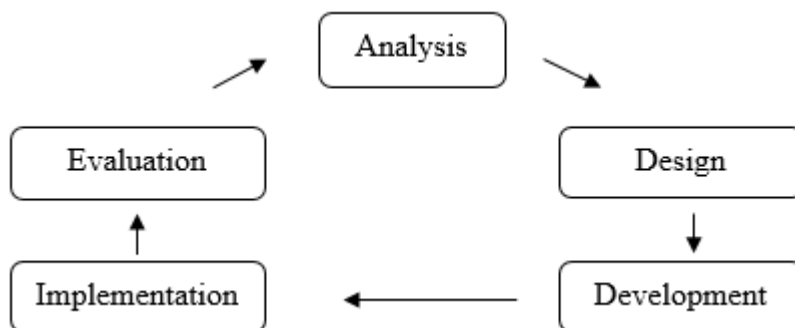 Analysis
Evaluation
Design
Implementation
Development